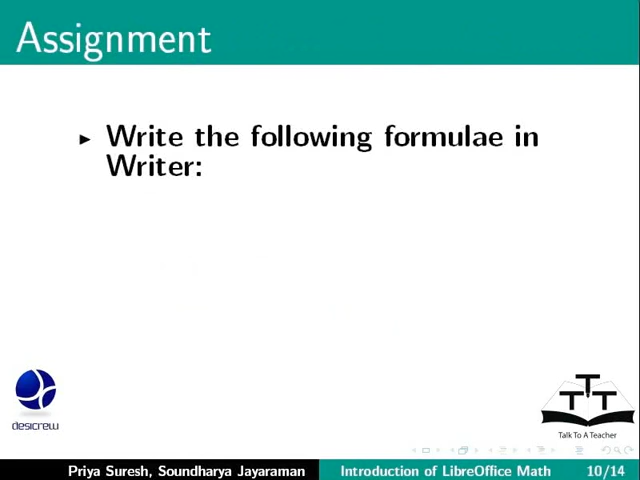 Assignment
Write the following formulae in
Writer:
desicrew
T T T
Talk To A Teacher
Priya Suresh, Soundharya Jayaraman
Introduction of LibreOffice Math
10/14